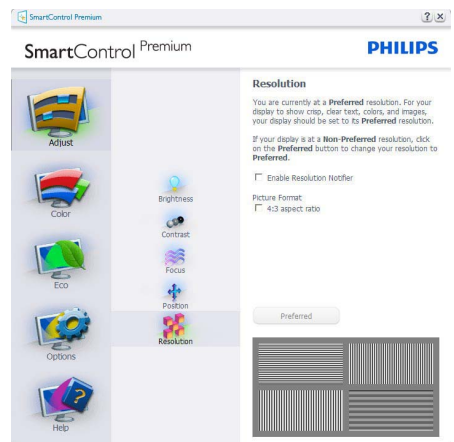 SmartControl Premium
? x
SmartControl Premium
PHILIPS
Adjust
Color
Eco
Options
Help
Brightness
Contrast
Focus
Position
Resolution
Resolution
You are currently at a Preferred resolution. For your
display to show crisp, clear text, colors, and images,
your display should be set to its Preferred resolution.
If your display is at a Non-Preferred resolution, click
on the Preferred button to change your resolution to
Preferred.
Enable Resolution Notifier
Picture Format
4:3 aspect ratio
Preferred